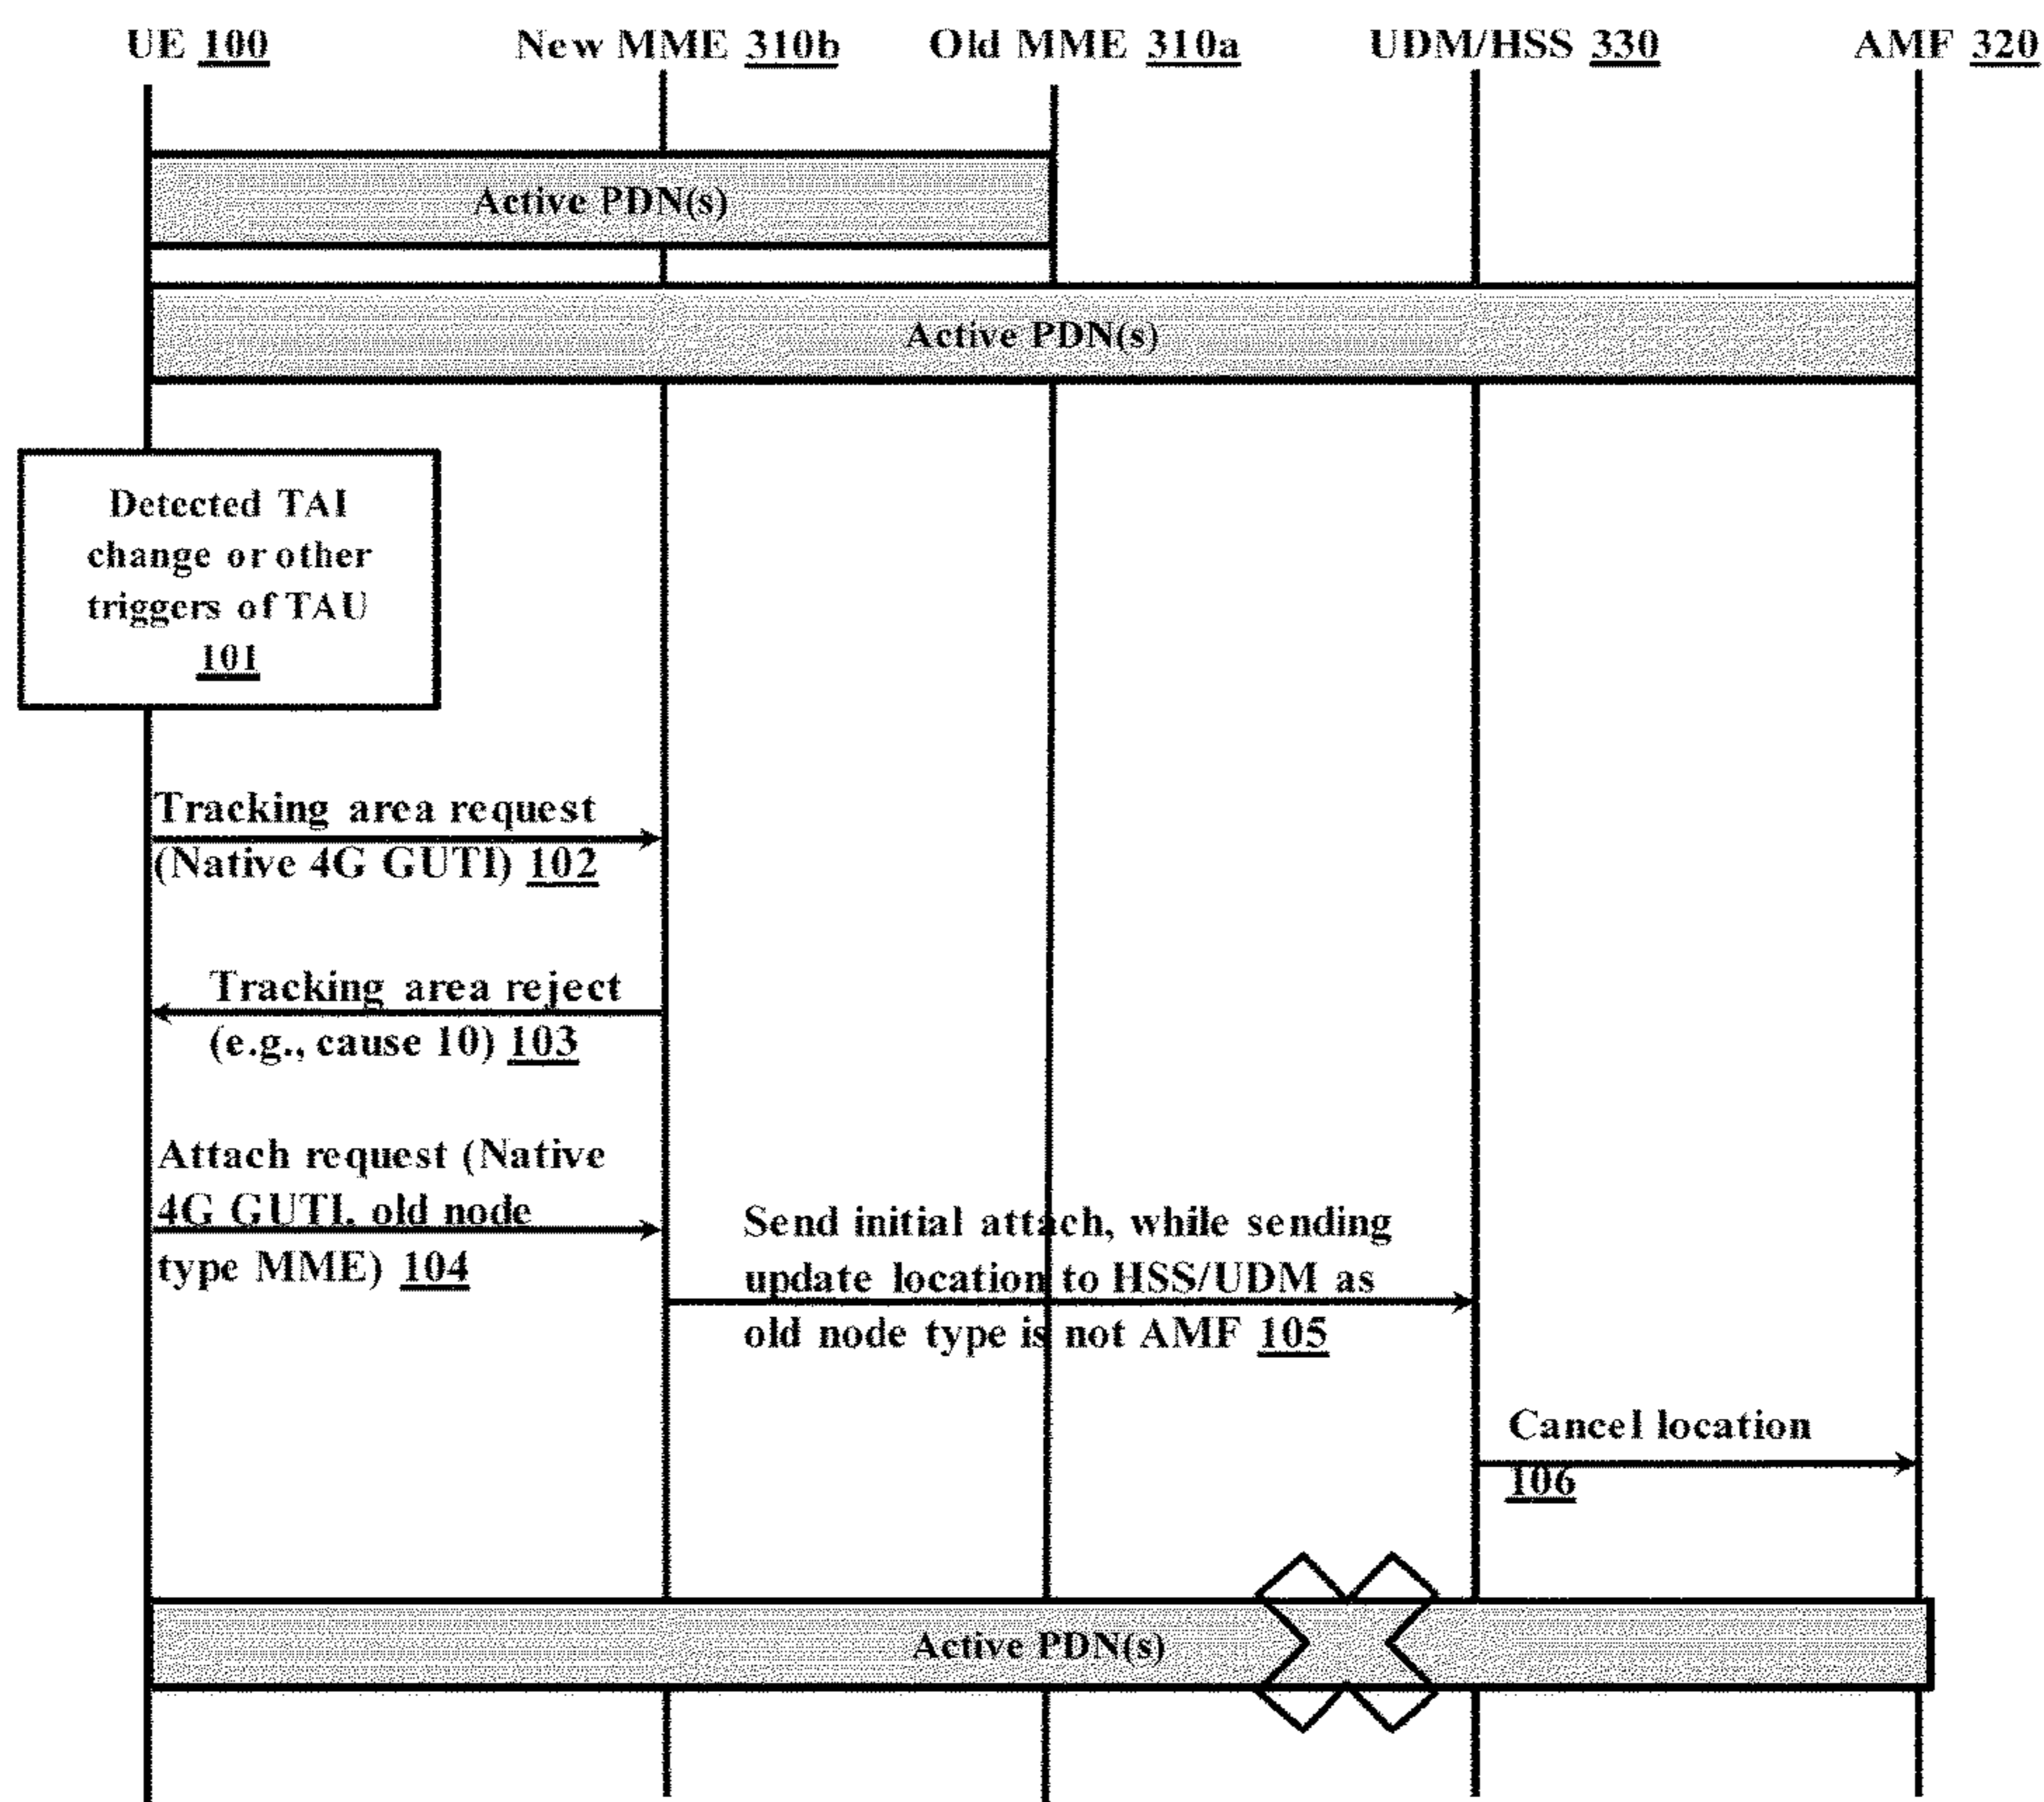 UE 100 New MME 310b Old MME 310a UDM/HSS 330 AMF 320
Active PDN(s)
Active PDN(s)
Detected TAI
change or other
triggers of TAU
101
Tracking area request
(Native 4G GUTI) 102
Tracking area reject
(e.g., cause 10) 103
Attach request (Native
4G GUTI, old node
type MME) 104
Send initial attach, while sending
update location to HSS/UDM as
old node type is not AMF 105
Cancel location
106
Active PDN(s)